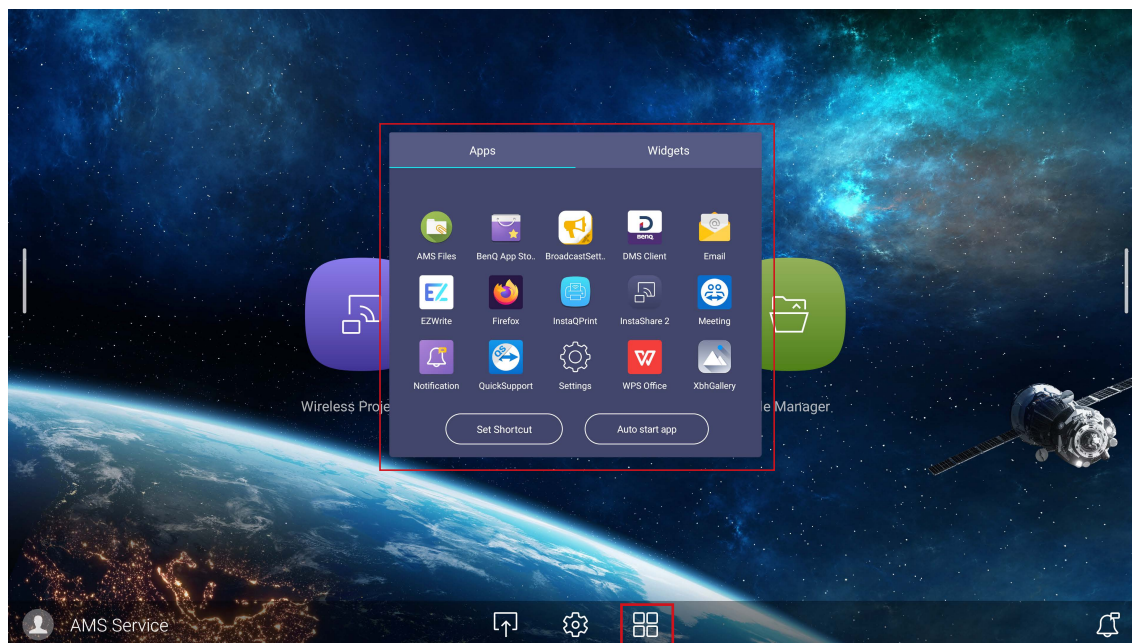 Apps Widgets
AMS Files BenQ App Sto.. BroadcastSett.. DMS Client Email
EZWrite Firefox InstaQPrint InstaShare 2 Meeting
Notification QuickSupport Settings WPS Office XbhGallery
Wireless Proje
le Manager
Set Shortcut Auto start app
AMS Service